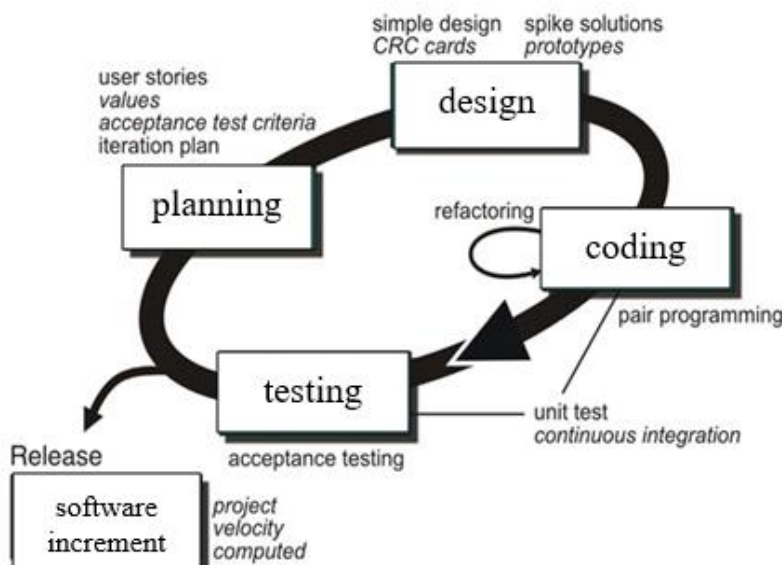 simple design
CRC cards
spike solutions
prototypes
design
user stories
values
acceptance test criteria
iteration plan
planning
refactoring
coding
pair programming
testing
unit test
continuous integration
acceptance testing
Release
software
increment
project
velocity
computed